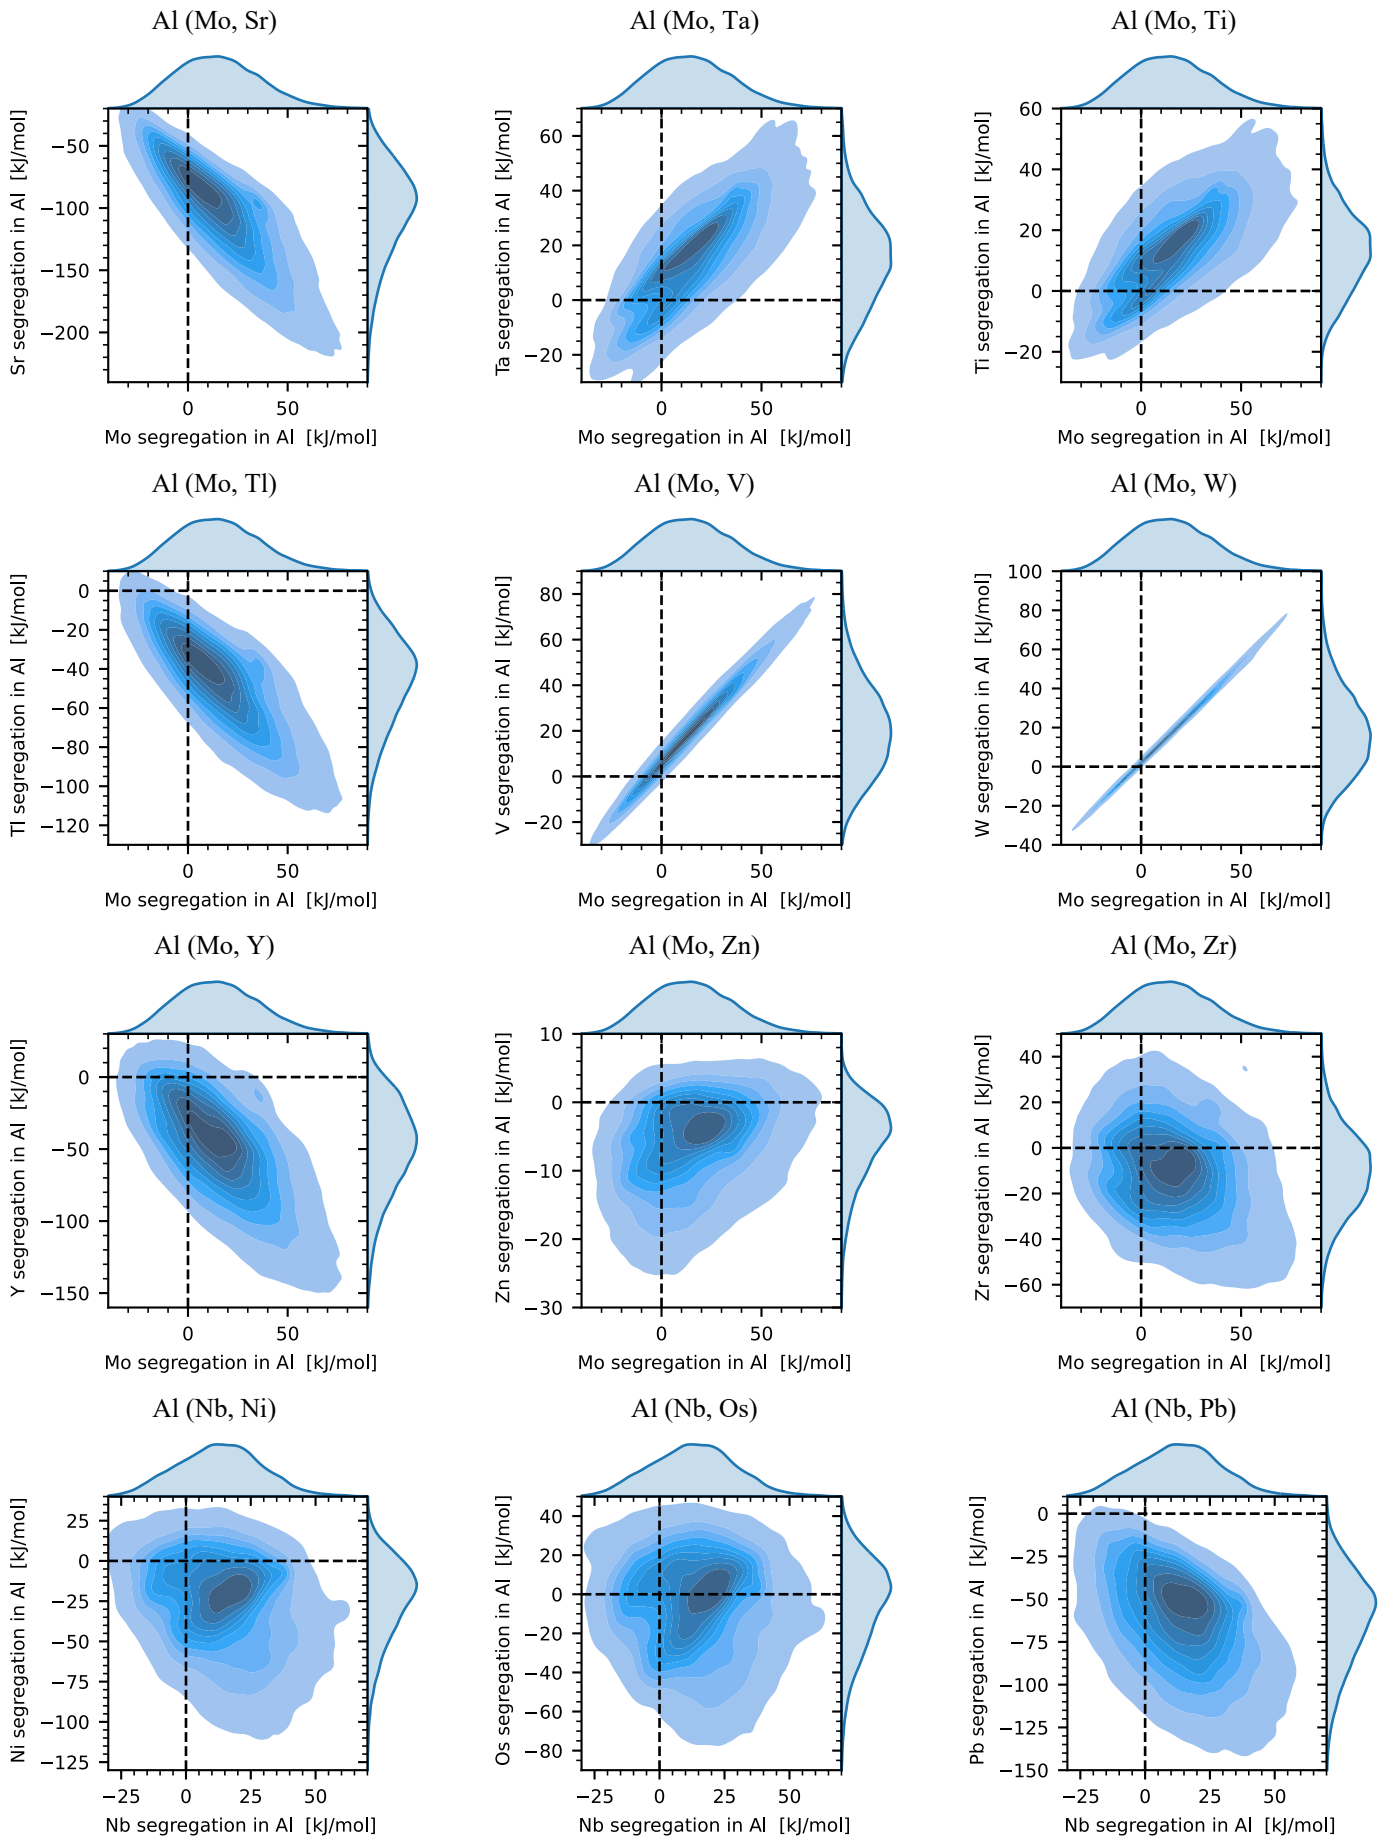 Al (Mo, Sr)
Al (Mo, Ta)
Al (Mo, Ti)
Sr segregation in Al [kJ/mol]
−50
−100
−150
−200
0
50
Mo segregation in Al [kJ/mol]
Ta segregation in Al [kJ/mol]
60
40
20
0
−20
0
50
Mo segregation in Al [kJ/mol]
Ti segregation in Al [kJ/mol]
60
40
20
0
−20
0
50
Mo segregation in Al [kJ/mol]
Al (Mo, Tl)
Al (Mo, V)
Al (Mo, W)
Tl segregation in Al [kJ/mol]
0
−20
−40
−60
−80
−100
−120
0
50
Mo segregation in Al [kJ/mol]
V segregation in Al [kJ/mol]
80
60
40
20
0
−20
0
50
Mo segregation in Al [kJ/mol]
W segregation in Al [kJ/mol]
100
80
60
40
20
0
−20
−40
0
50
Mo segregation in Al [kJ/mol]
Al (Mo, Y)
Al (Mo, Zn)
Al (Mo, Zr)
Y segregation in Al [kJ/mol]
0
−50
−100
−150
0
50
Mo segregation in Al [kJ/mol]
Zn segregation in Al [kJ/mol]
10
0
−10
−20
−30
0
50
Mo segregation in Al [kJ/mol]
Zr segregation in Al [kJ/mol]
40
20
0
−20
−40
−60
0
50
Mo segregation in Al [kJ/mol]
Al (Nb, Ni)
Al (Nb, Os)
Al (Nb, Pb)
Ni segregation in Al [kJ/mol]
25
0
−25
−50
−75
−100
−125
−25
0
25
50
Nb segregation in Al [kJ/mol]
Os segregation in Al [kJ/mol]
40
20
0
−20
−40
−60
−80
−25
0
25
50
Nb segregation in Al [kJ/mol]
Pb segregation in Al [kJ/mol]
0
−25
−50
−75
−100
−125
−150
−25
0
25
50
Nb segregation in Al [kJ/mol]